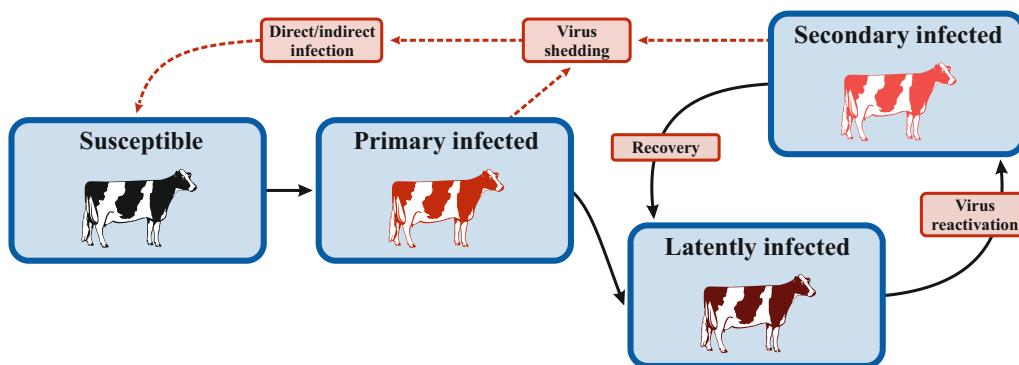 Direct/indirect
infection
Virus
shedding
Secondary infected
Susceptible
Primary infected
Recovery
Latently infected
Virus
reactivation